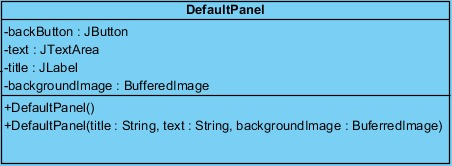 DefaultPanel
-backButton : JButton
-text : JTextArea
-title : JLabel
-backgroundImage : BufferedImage
+DefaultPanel()
+DefaultPanel(title : String, text : String, backgroundImage : BuferredImage)